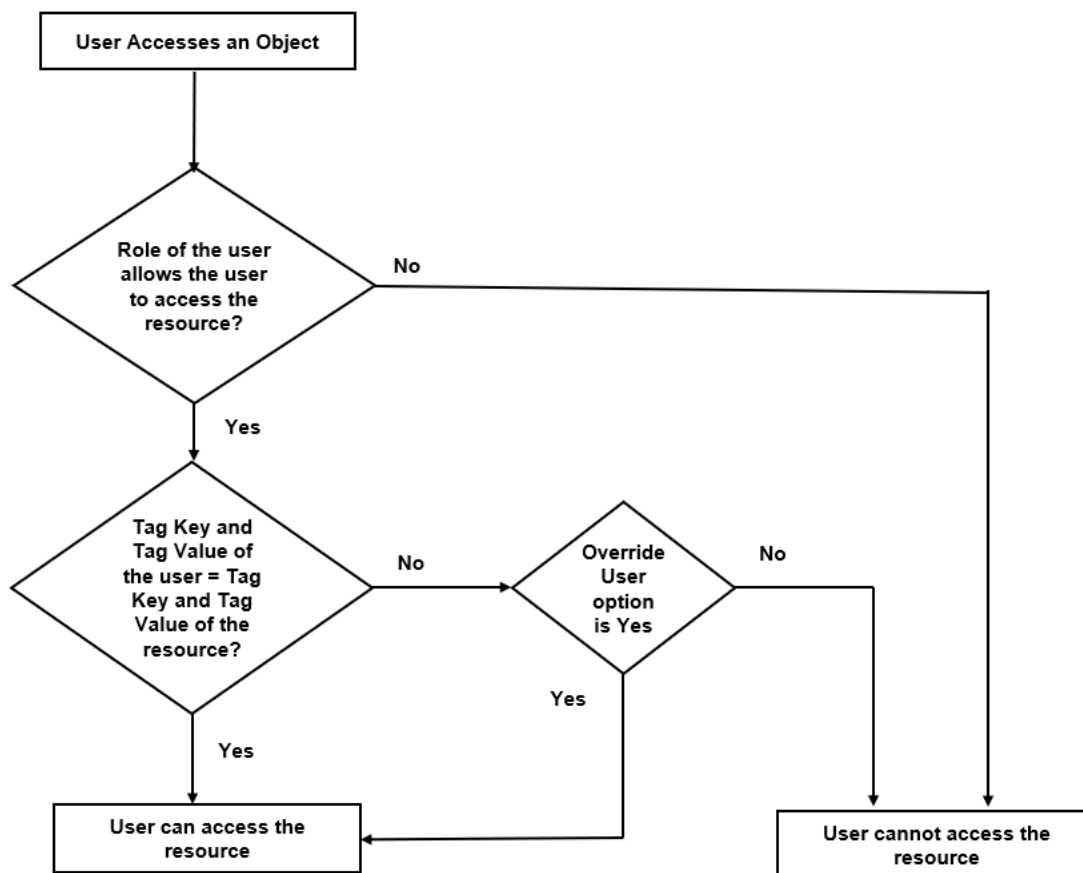 User Accesses an Object
Role of the user
allows the user
to access the
resource?
No
Yes
Tag Key and
Tag Value of
the user = Tag
Key and Tag
Value of the
resource?
No
Override
User
option
is Yes
No
Yes
Yes
User can access the
resource
User cannot access the
resource